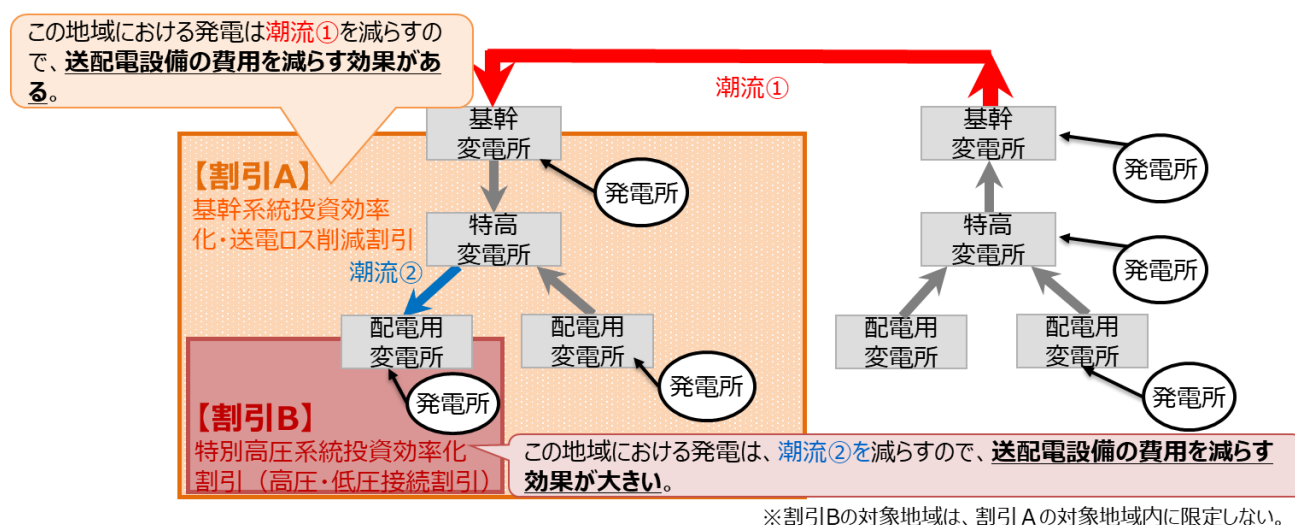 この地域における発電は潮流①を減らすの
で、送配電設備の費用を減らす効果があ
る。
潮流①
基幹
変電所
発電所
【割引A】
基幹系統投資効率
化・送電ロス削減割引
特高
変電所
潮流②
配電用
変電所
発電所
配電用
変電所
発電所
【割引B】
特別高圧系統投資効率化
割引（高圧・低圧接続割引）
この地域における発電は、潮流②を減らすので、送配電設備の費用を減らす
効果が大きい。
基幹
変電所
発電所
特高
変電所
発電所
配電用
変電所
配電用
変電所
発電所
※割引Bの対象地域は、割引Aの対象地域内に限定しない。